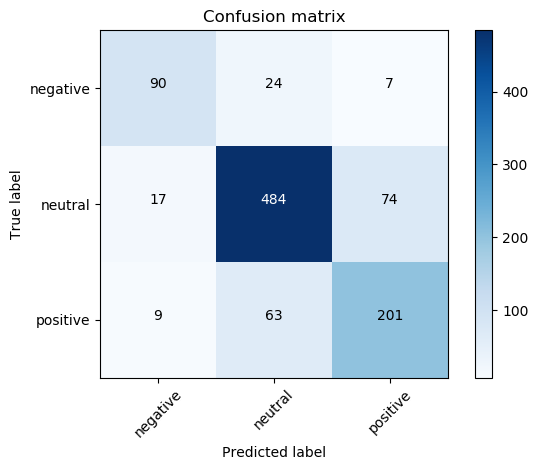 Confusion matrix
negative 90 24 7
neutral 17 484 74
positive 9 63 201
negative neutral positive
True label
Predicted label
400
300
200
100